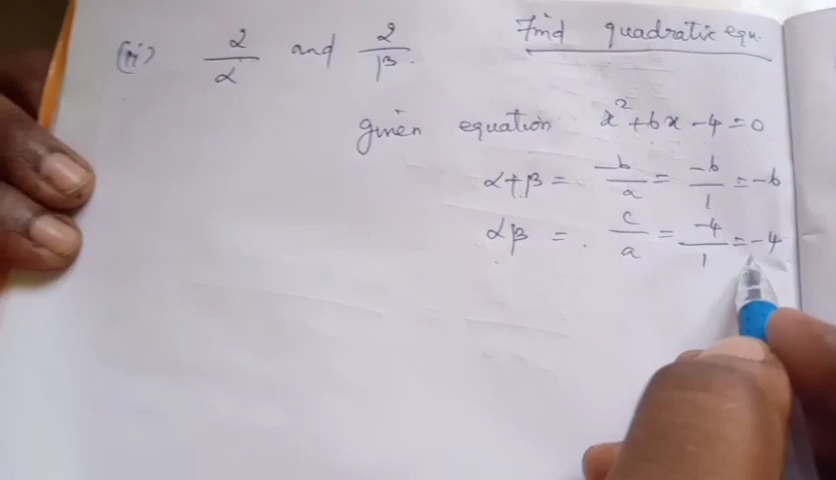 Find quadratic equ.
(ii) 2/α and 2/β.
given equation x²+6x-4=0
α+β = -b/a = -6/1 = -6
αβ = c/a = -4/1 = -4